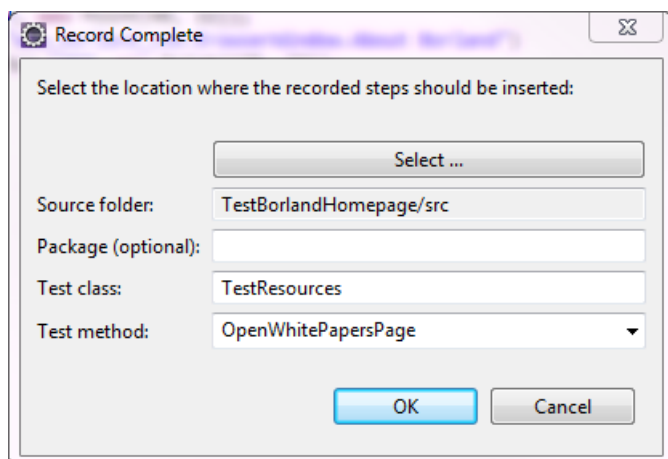 Record Complete
Select the location where the recorded steps should be inserted:
Select ...
Source folder: TestBorlandHomepage/src
Package (optional):
Test class: TestResources
Test method: OpenWhitePapersPage
OK Cancel